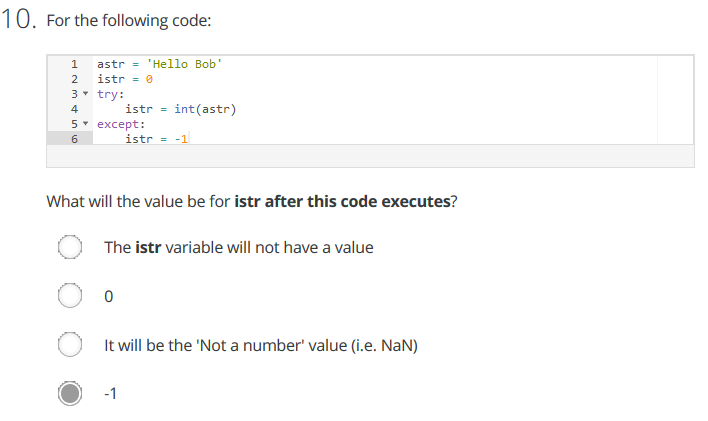 10. For the following code:
1 astr = 'Hello Bob'
2 istr = 0
3 try:
4     istr = int(astr)
5 except:
6     istr = -1
What will the value be for istr after this code executes?
The istr variable will not have a value
0
It will be the 'Not a number' value (i.e. NaN)
-1